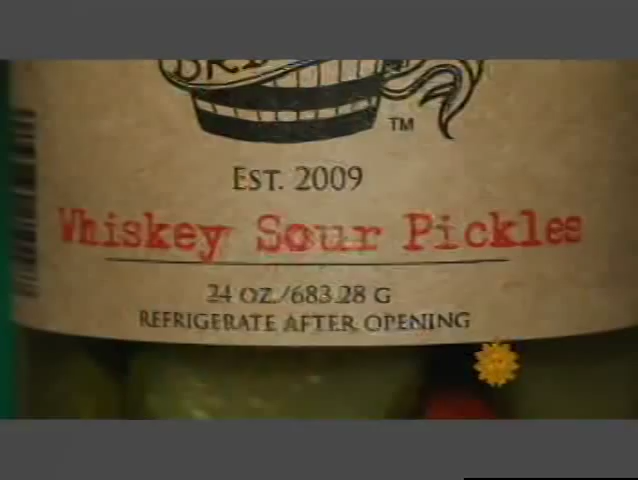 TM
EST. 2009
Whiskey Sour Pickles
24 OZ./683.28 G
REFRIGERATE AFTER OPENING